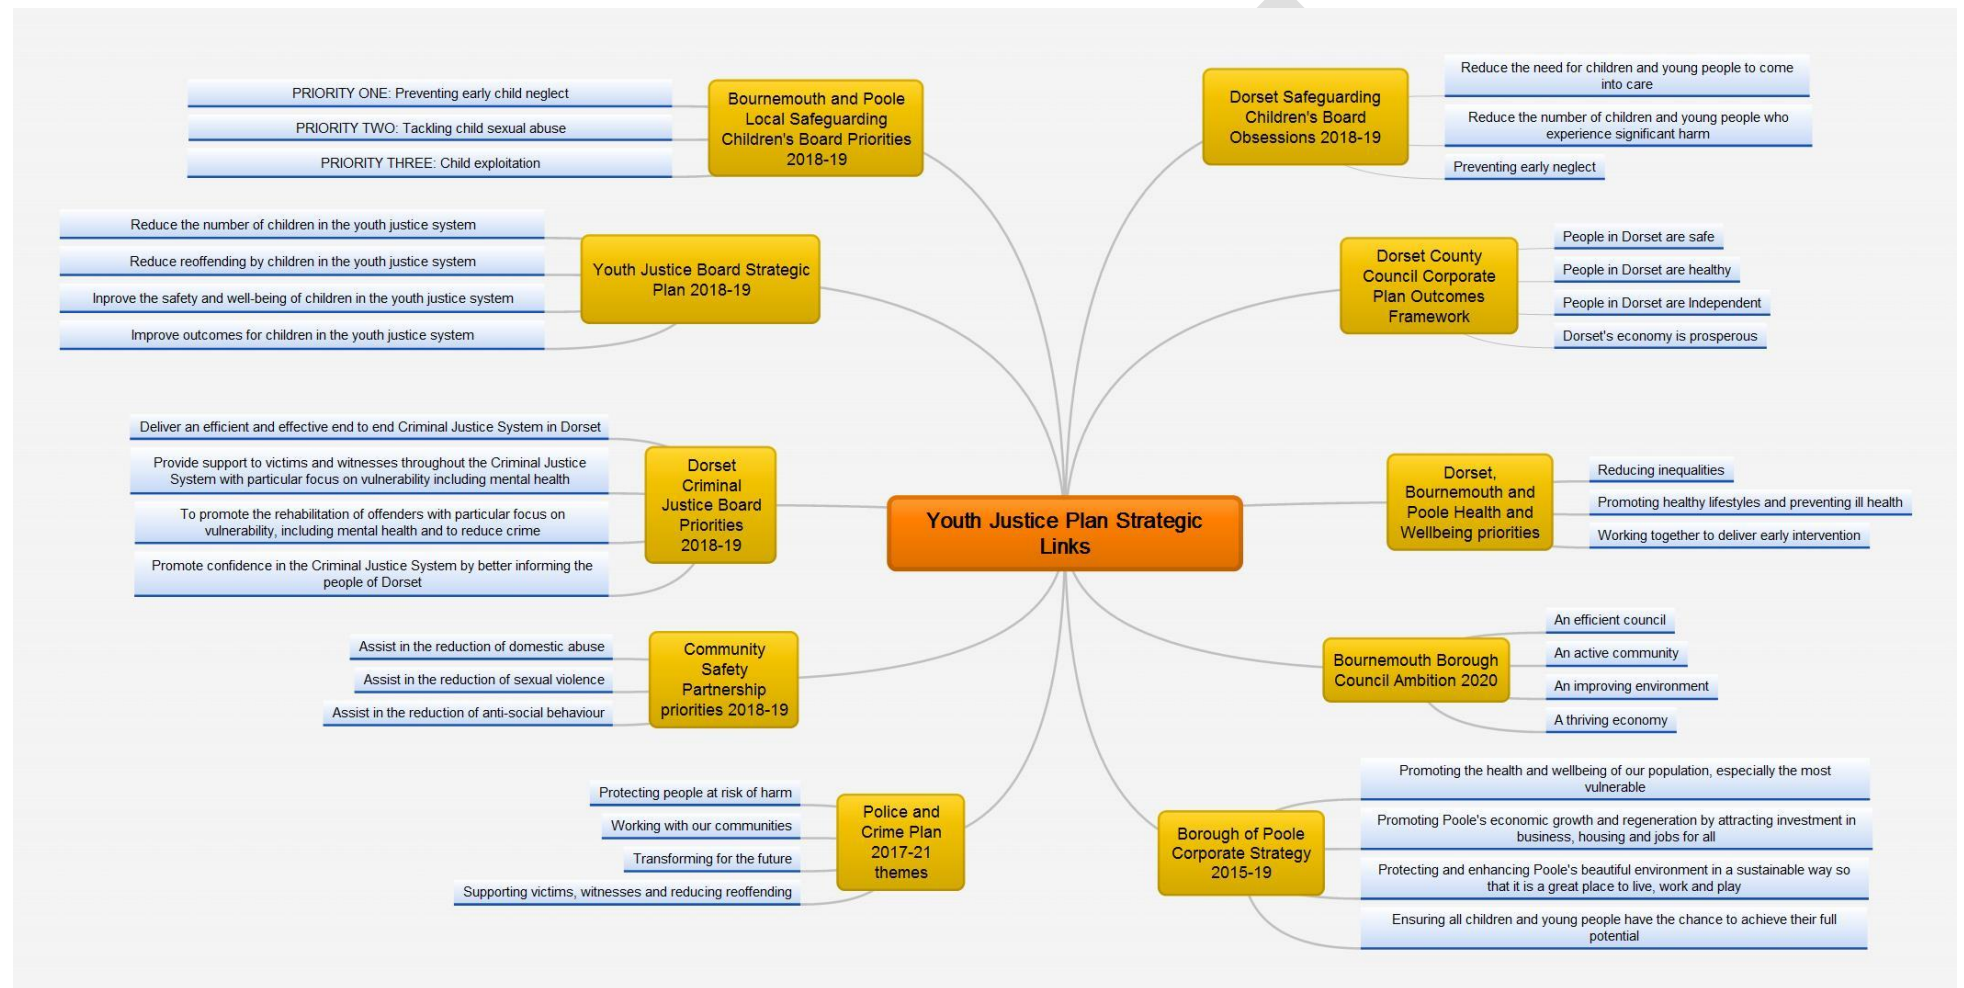 Youth Justice Plan Strategic
Links
Bournemouth and Poole
Local Safeguarding
Children's Board Priorities
2018-19
PRIORITY ONE: Preventing early child neglect
PRIORITY TWO: Tackling child sexual abuse
PRIORITY THREE: Child exploitation
Youth Justice Board Strategic
Plan 2018-19
Reduce the number of children in the youth justice system
Reduce reoffending by children in the youth justice system
Inprove the safety and well-being of children in the youth justice system
Improve outcomes for children in the youth justice system
Dorset
Criminal
Justice Board
Priorities
2018-19
Deliver an efficient and effective end to end Criminal Justice System in Dorset
Provide support to victims and witnesses throughout the Criminal Justice
System with particular focus on vulnerability including mental health
To promote the rehabilitation of offenders with particular focus on
vulnerability, including mental health and to reduce crime
Promote confidence in the Criminal Justice System by better informing the
people of Dorset
Community
Safety
Partnership
priorities 2018-19
Assist in the reduction of domestic abuse
Assist in the reduction of sexual violence
Assist in the reduction of anti-social behaviour
Police and
Crime Plan
2017-21
themes
Protecting people at risk of harm
Working with our communities
Transforming for the future
Supporting victims, witnesses and reducing reoffending
Dorset Safeguarding
Children's Board
Obsessions 2018-19
Reduce the need for children and young people to come
into care
Reduce the number of children and young people who
experience significant harm
Preventing early neglect
Dorset County
Council Corporate
Plan Outcomes
Framework
People in Dorset are safe
People in Dorset are healthy
People in Dorset are Independent
Dorset's economy is prosperous
Dorset,
Bournemouth and
Poole Health and
Wellbeing priorities
Reducing inequalities
Promoting healthy lifestyles and preventing ill health
Working together to deliver early intervention
Bournemouth Borough
Council Ambition 2020
An efficient council
An active community
An improving environment
A thriving economy
Borough of Poole
Corporate Strategy
2015-19
Promoting the health and wellbeing of our population, especially the most
vulnerable
Promoting Poole's economic growth and regeneration by attracting investment in
business, housing and jobs for all
Protecting and enhancing Poole's beautiful environment in a sustainable way so
that it is a great place to live, work and play
Ensuring all children and young people have the chance to achieve their full
potential